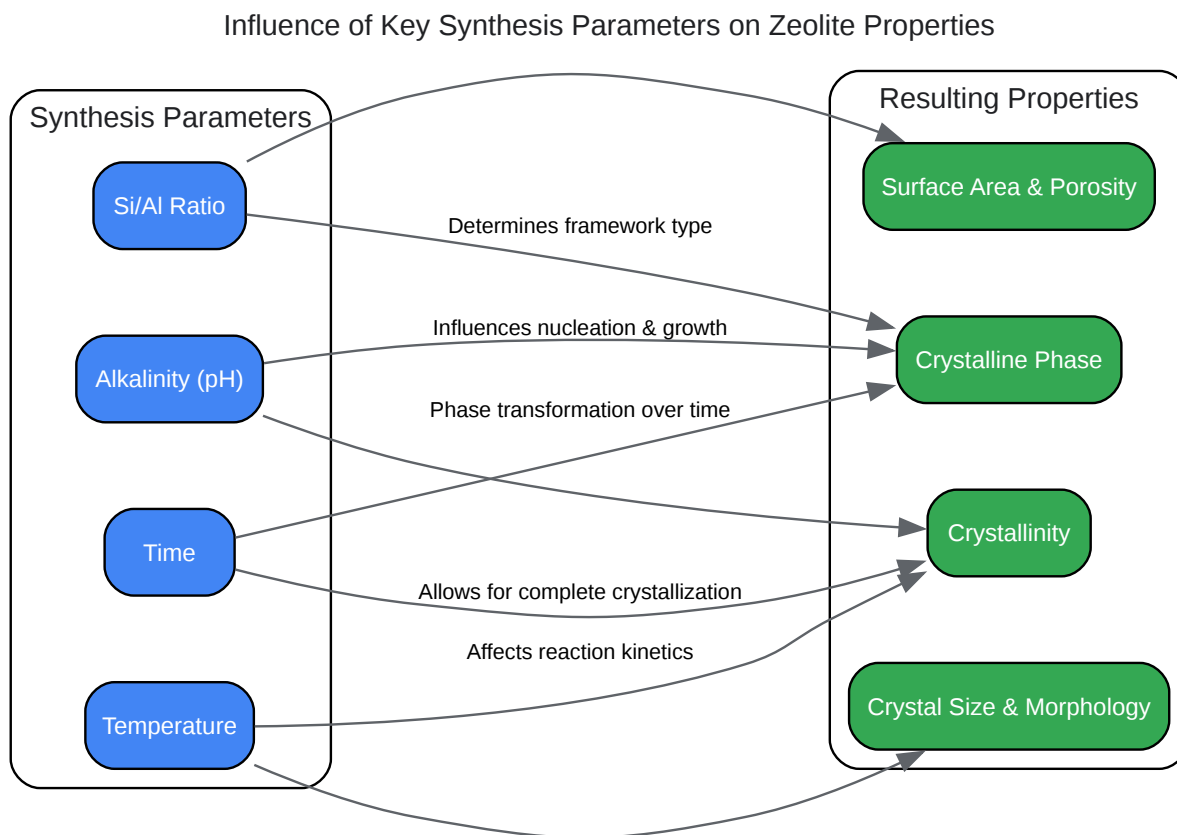 Influence of Key Synthesis Parameters on Zeolite Properties
Synthesis Parameters
Resulting Properties
Si/Al Ratio
Surface Area & Porosity
Determines framework type
Influences nucleation & growth
Alkalinity (pH)
Crystalline Phase
Phase transformation over time
Time
Crystallinity
Allows for complete crystallization
Affects reaction kinetics
Temperature
Crystal Size & Morphology